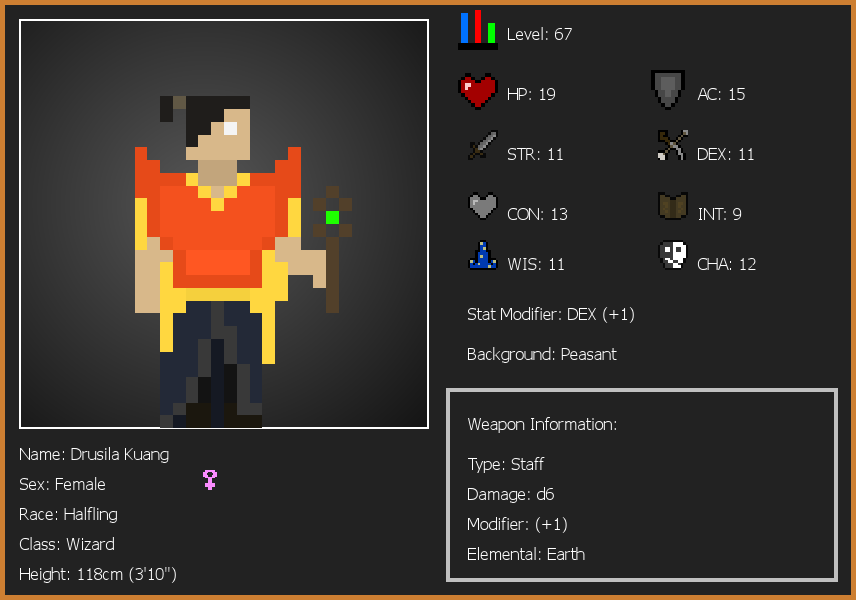 Level: 67
HP: 19
AC: 15
STR: 11
DEX: 11
CON: 13
INT: 9
WIS: 11
CHA: 12
Stat Modifier: DEX (+1)
Background: Peasant
Weapon Information:
Type: Staff
Damage: d6
Modifier: (+1)
Elemental: Earth
Name: Drusila Kuang
Sex: Female
Race: Halfling
Class: Wizard
Height: 118cm (3'10")